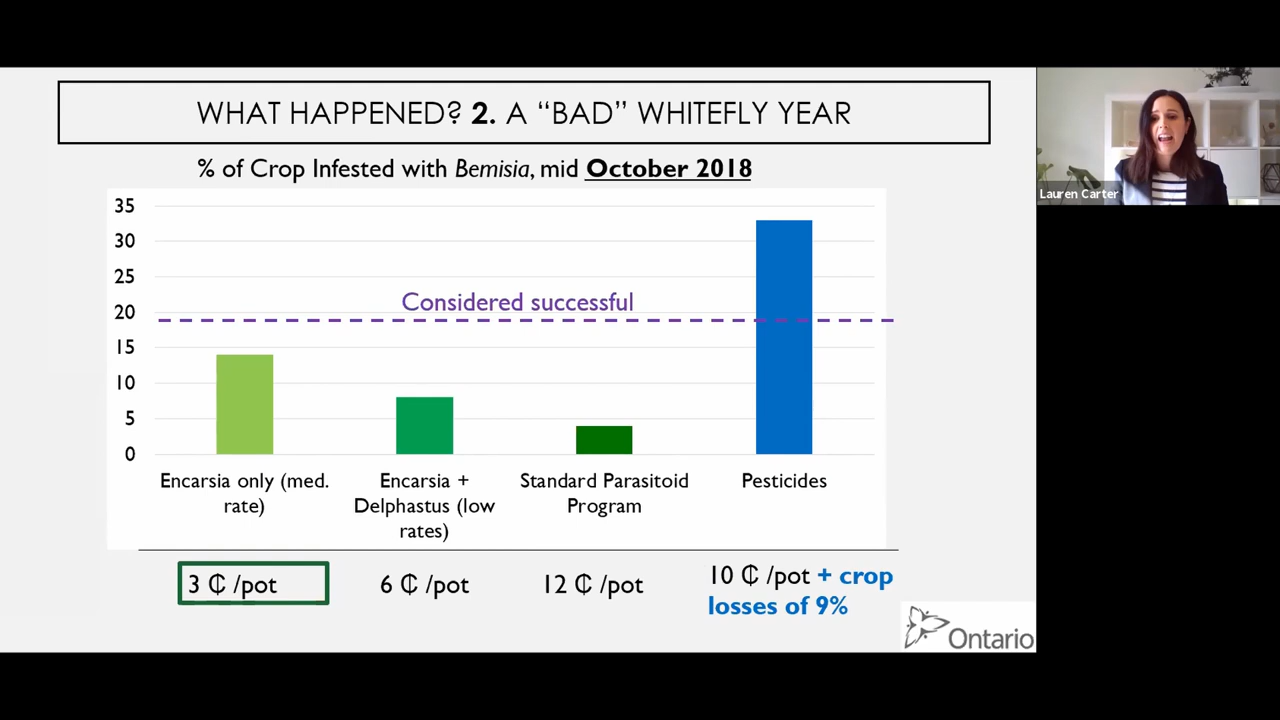 WHAT HAPPENED? 2. A “BAD” WHITEFLY YEAR
% of Crop Infested with Bemisia, mid October 2018
35
30
25
20
15
10
5
0
Considered successful
Encarsia only (med.
rate)
Encarsia +
Delphastus (low
rates)
Standard Parasitoid
Program
Pesticides
3 ₵ /pot
6 ₵ /pot
12 ₵ /pot
10 ₵ /pot + crop
losses of 9%
Ontario
Lauren Carter